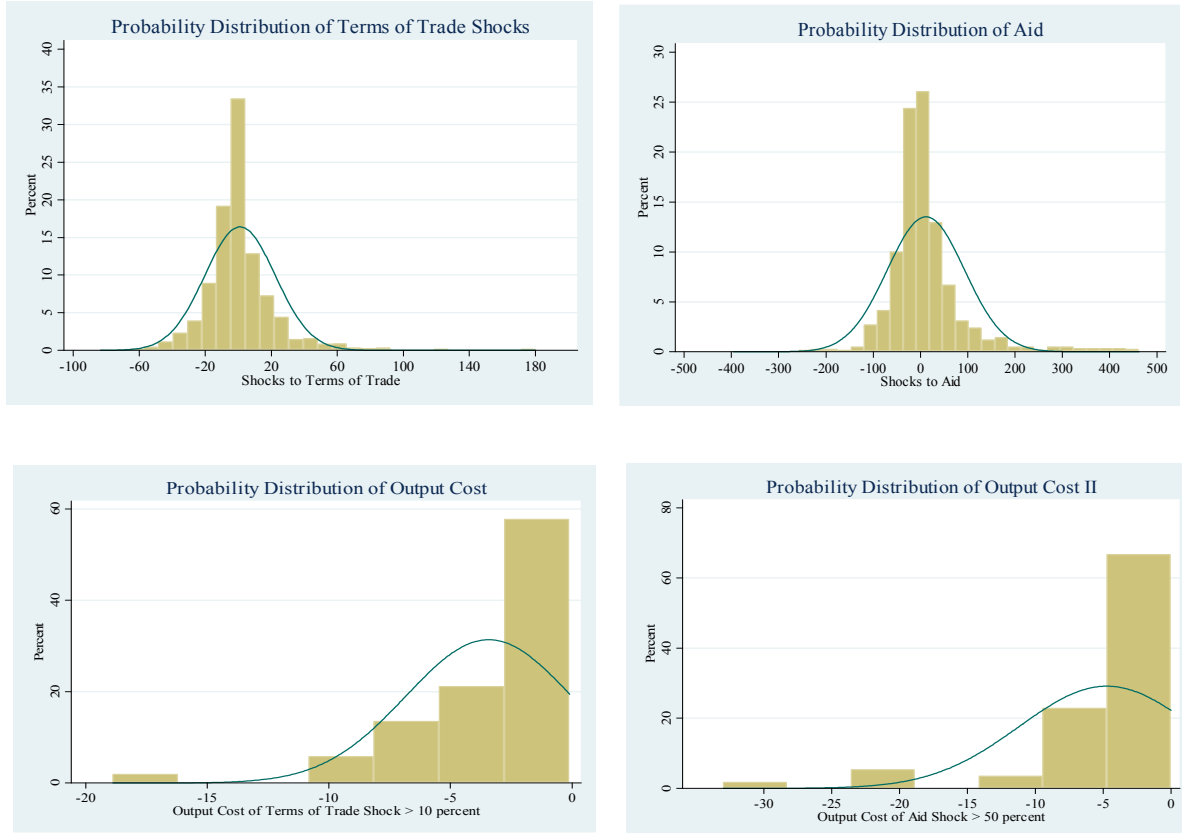 Probability Distribution of Terms of Trade Shocks
Percent
40
35
30
25
20
15
10
5
0
-100 -60 -20 20 60 100 140 180
Shocks to Terms of Trade
Probability Distribution of Aid
Percent
30
25
20
15
10
5
0
-500 -400 -300 -200 -100 0 100 200 300 400 500
Shocks to Aid
Probability Distribution of Output Cost
Percent
60
40
20
0
-20 -15 -10 -5 0
Output Cost of Terms of Trade Shock > 10 percent
Probability Distribution of Output Cost II
Percent
80
60
40
20
0
-30 -25 -20 -15 -10 -5 0
Output Cost of Aid Shock > 50 percent